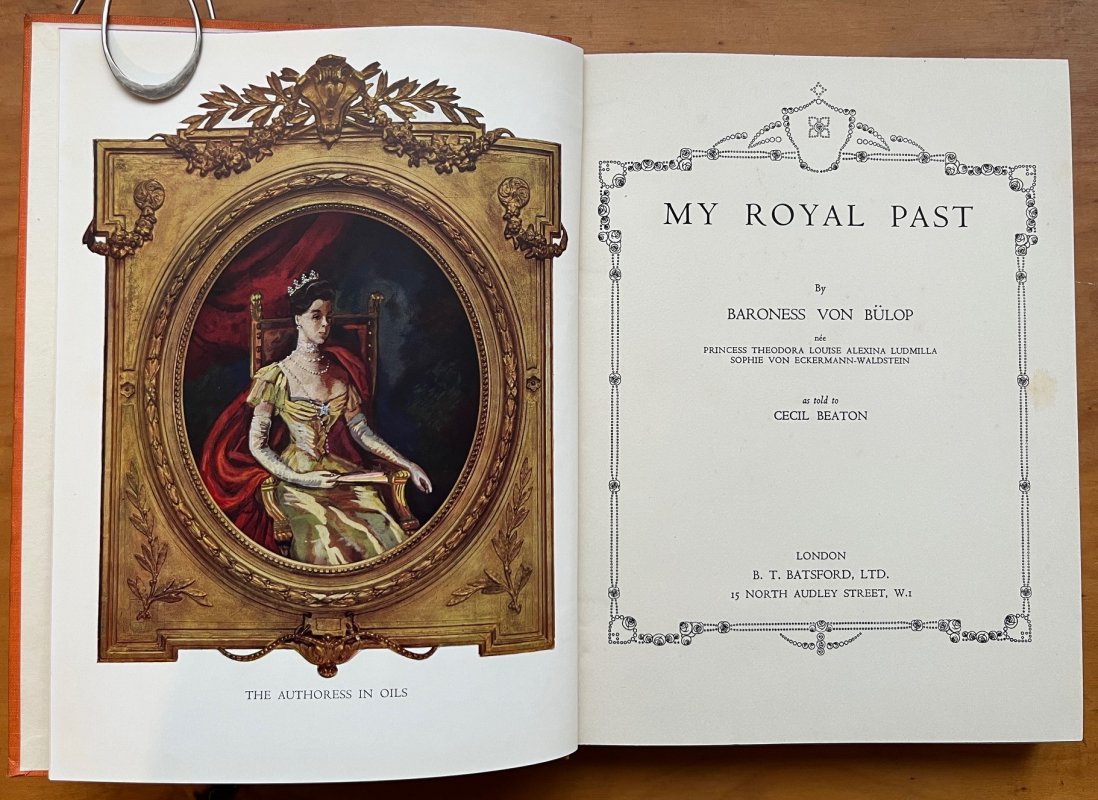 THE AUTHORESS IN OILS
MY ROYAL PAST
By
BARONESS VON BÜLOP
née
PRINCESS THEODORA LOUISE ALEXINA LUDMILLA
SOPHIE VON ECKERMANN-WALDSTEIN
as told to
CECIL BEATON
LONDON
B. T. BATSFORD, LTD.
15 NORTH AUDLEY STREET, W.1